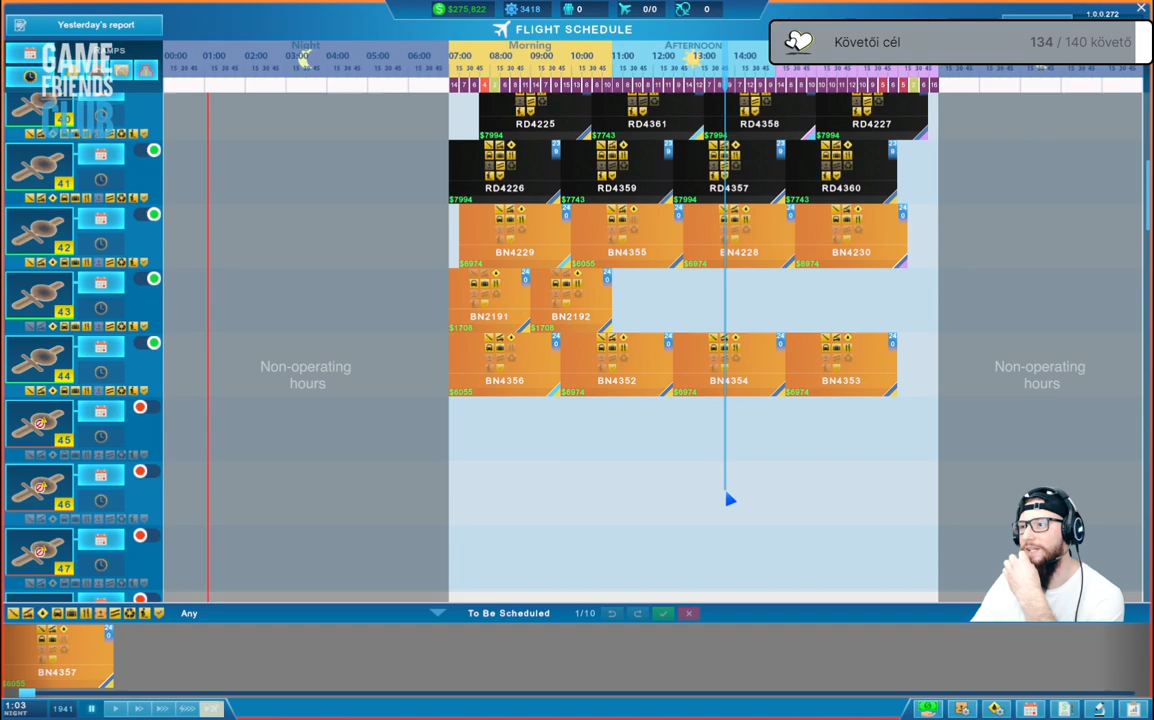 $275,822 3418 0 0/0 0
1.0.0.272
Yesterday's report
FLIGHT SCHEDULE
Követői cél 134 / 140 követő
RAMPS
GAME
FRIENDS
CLUB
Night Morning AFTERNOON
00:00 01:00 02:00 03:00 04:00 05:00 06:00 07:00 08:00 09:00 10:00 11:00 12:00 13:00 14:00
40 RD4225 RD4361 RD4358 RD4227
$7994 $7743 $7994 $7994
41 RD4226 RD4359 RD4357 RD4360
$7994 $7743 $7994 $7743
42 BN4229 BN4355 BN4228 BN4230
$6974 $6055 $6974 $6974
43 BN2191 BN2192
$1708 $1708
44 BN4356 BN4352 BN4354 BN4353
$6055 $6974 $6974 $6974
Non-operating
hours
Non-operating
hours
45
46
47
Any To Be Scheduled 1/10
24
0
BN4357
$6055
1:03
NIGHT
1941